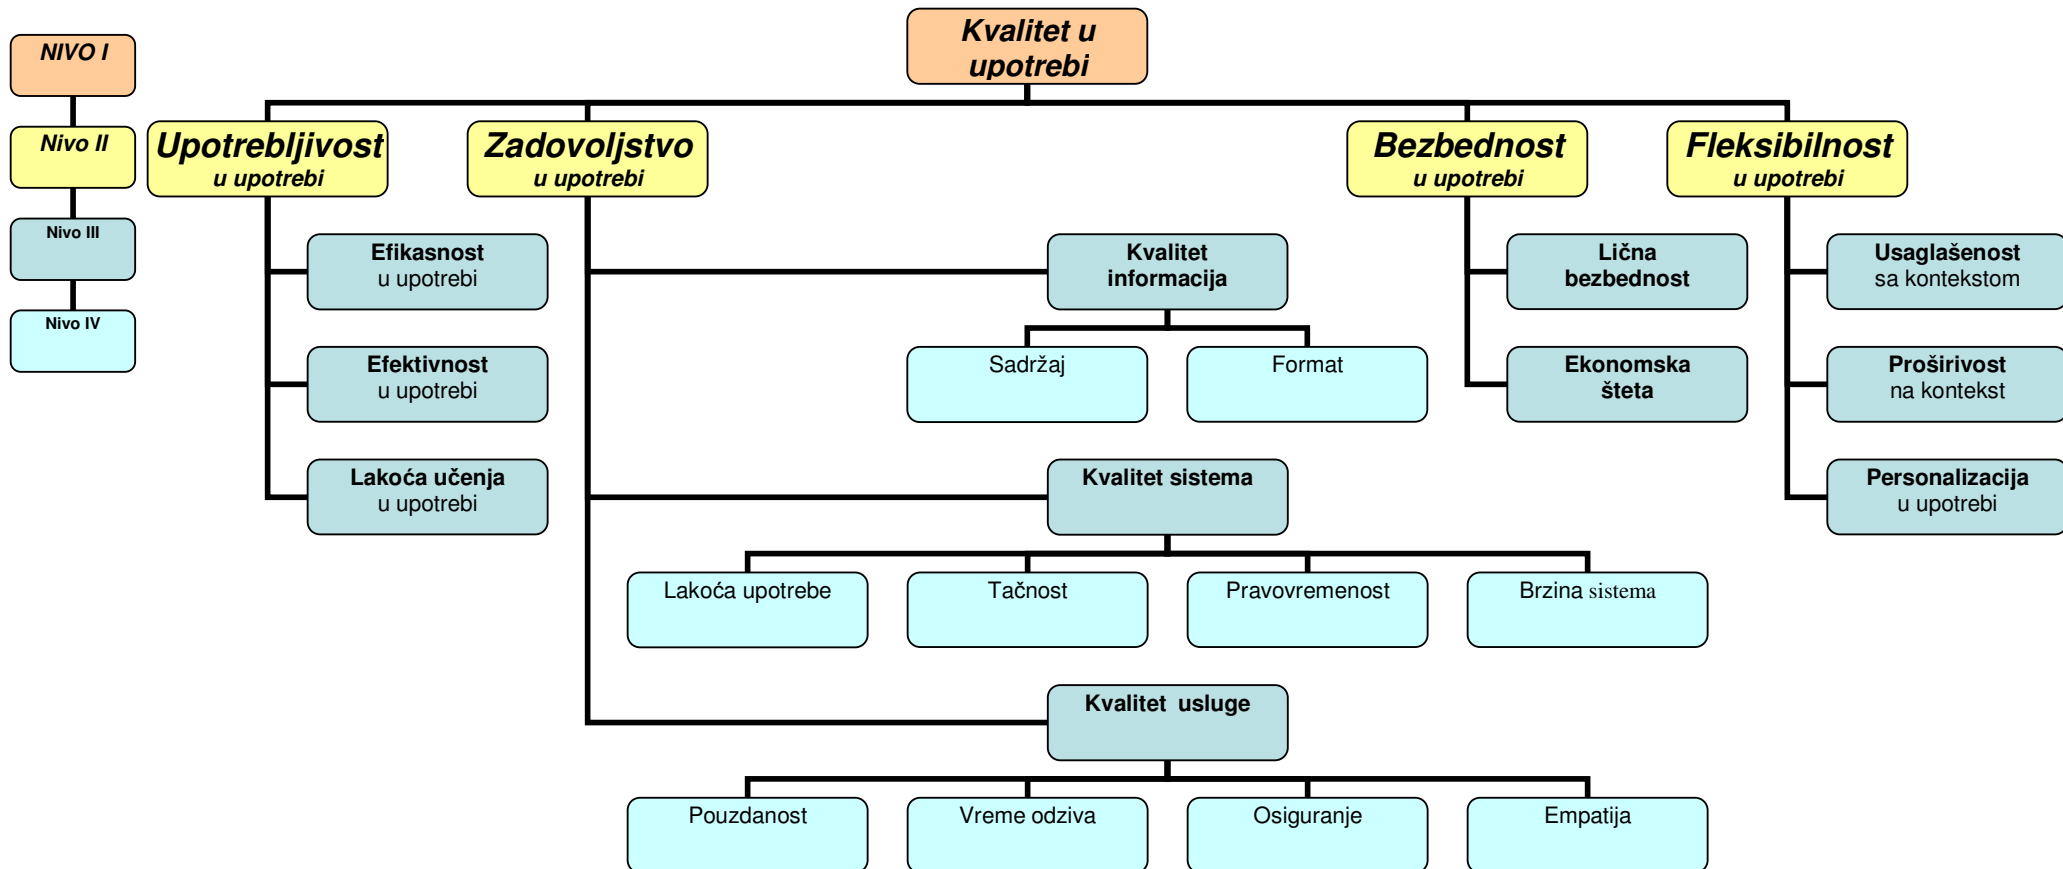 NIVO I
Nivo II
Nivo III
Nivo IV
Kvalitet u
upotrebi
Upotrebljivost
u upotrebi
Efikasnost
u upotrebi
Efektivnost
u upotrebi
Lakoća učenja
u upotrebi
Zadovoljstvo
u upotrebi
Kvalitet
informacija
Sadržaj
Format
Kvalitet sistema
Lakoća upotrebe
Tačnost
Pravovremenost
Brzina sistema
Kvalitet usluge
Pouzdanost
Vreme odziva
Osiguranje
Empatija
Bezbednost
u upotrebi
Lična
bezbednost
Ekonomska
šteta
Fleksibilnost
u upotrebi
Usaglašenost
sa kontekstom
Proširivost
na kontekst
Personalizacija
u upotrebi